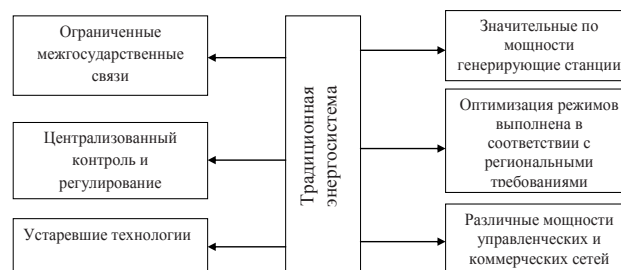 Ограниченные
межгосударственные
связи
Централизованный
контроль и
регулирование
Устаревшие технологии
Традиционная
энергосистема
Значительные по
мощности
генерирующие станции
Оптимизация режимов
выполнена в
соответствии с
региональными
требованиями
Различные мощности
управленческих и
коммерческих сетей